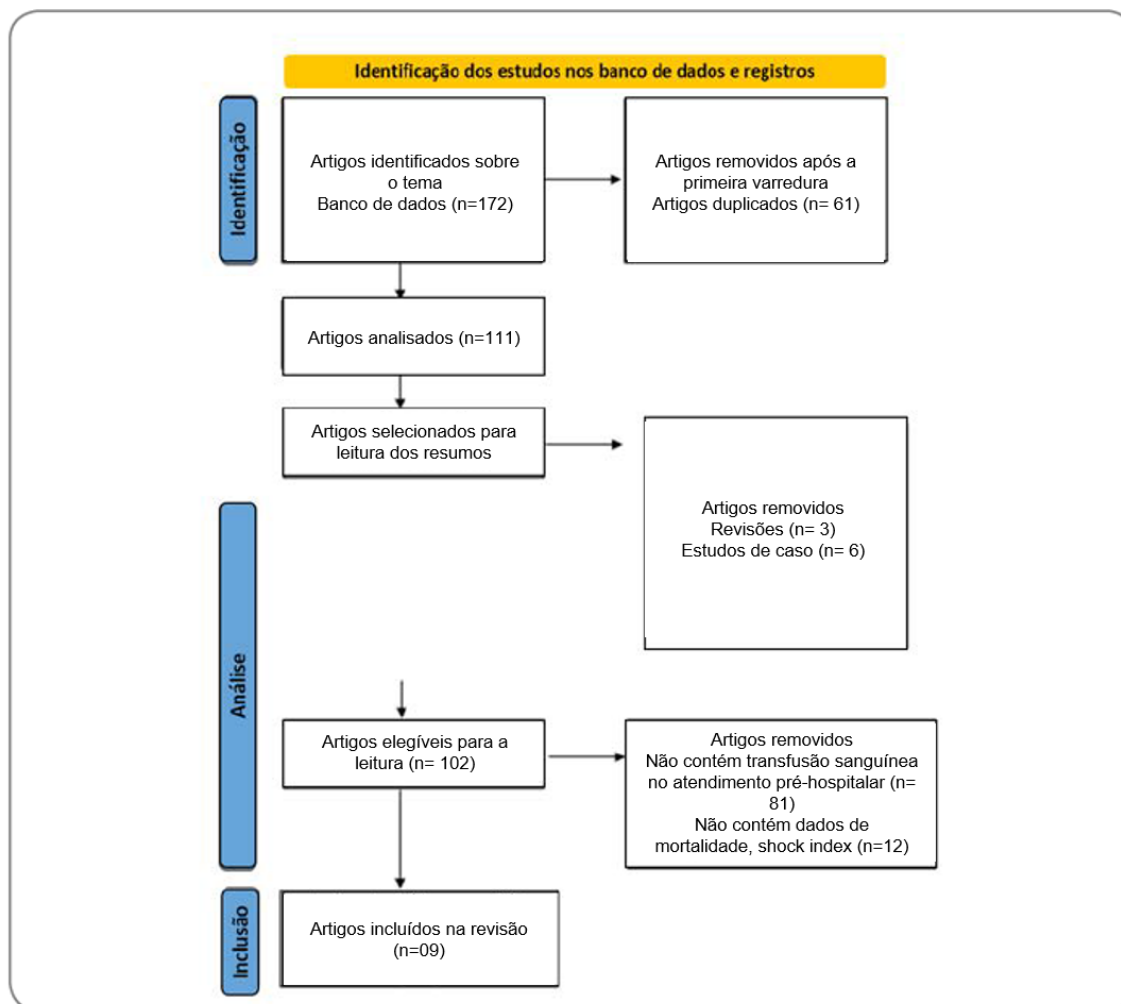 Identificação dos estudos nos banco de dados e registros
Identificação
Artigos identificados sobre
o tema
Banco de dados (n=172)
Artigos removidos após a
primeira varredura
Artigos duplicados (n= 61)
Artigos analisados (n=111)
Artigos selecionados para
leitura dos resumos
Artigos removidos
Revisões (n= 3)
Estudos de caso (n= 6)
Análise
Artigos elegíveis para a
leitura (n= 102)
Artigos removidos
Não contém transfusão sanguínea
no atendimento pré-hospitalar (n=
81)
Não contém dados de
mortalidade, shock index (n=12)
Inclusão
Artigos incluídos na revisão
(n=09)